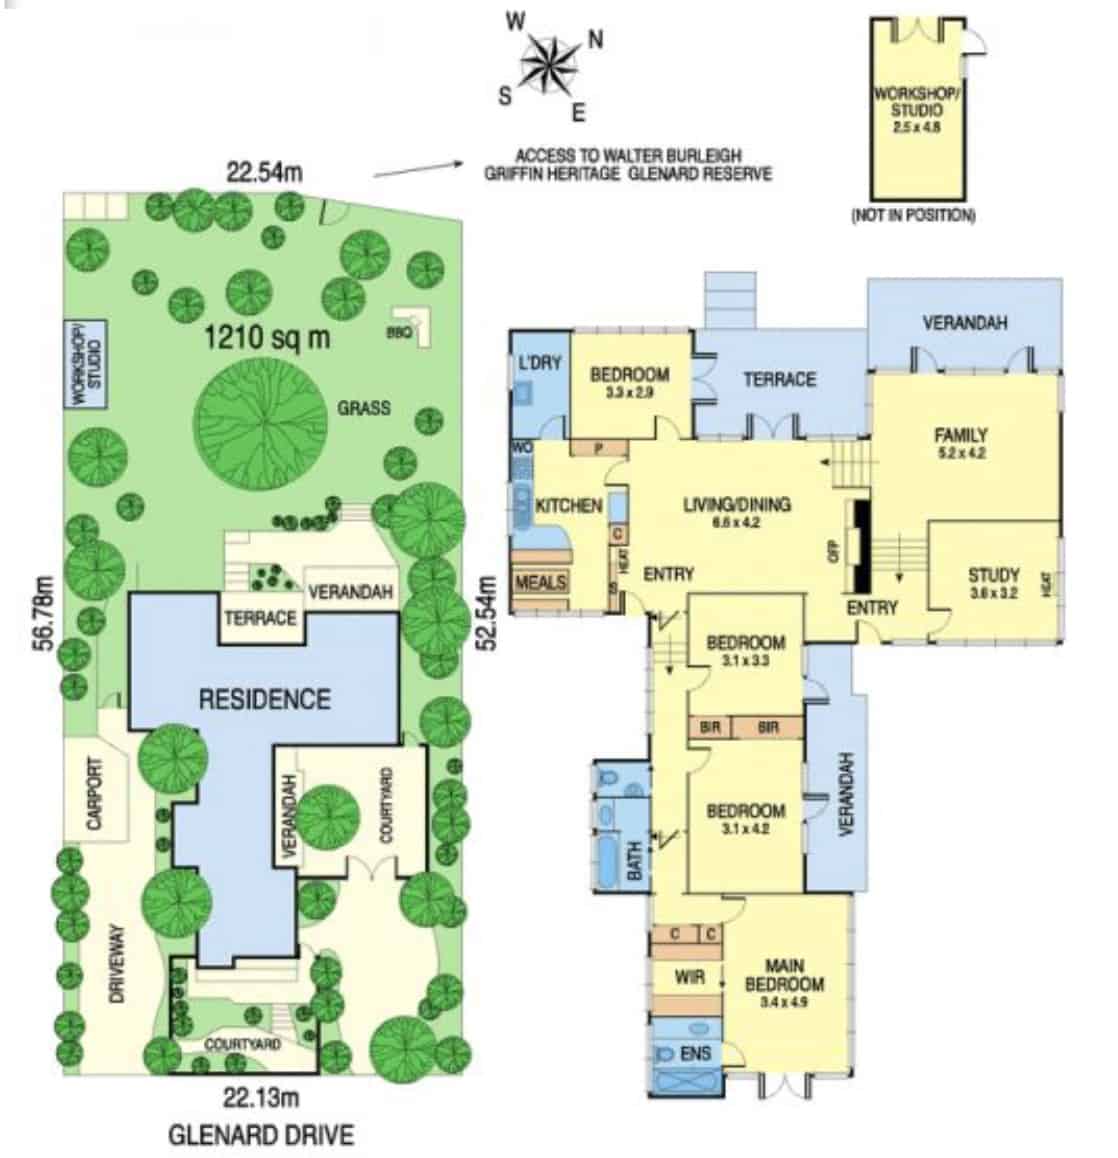 W
N
S
E
ACCESS TO WALTER BURLEIGH
GRIFFIN HERITAGE GLENARD RESERVE
WORKSHOP/
STUDIO
2.5 x 4.8
(NOT IN POSITION)
22.54m
1210 sq m
BBQ
WORKSHOP/
STUDIO
GRASS
56.78m
52.54m
VERANDAH
TERRACE
RESIDENCE
CARPORT
VERANDAH
COURTYARD
DRIVEWAY
COURTYARD
22.13m
GLENARD DRIVE
VERANDAH
L'DRY
BEDROOM
3.3 x 2.9
TERRACE
FAMILY
5.2 x 4.2
WO
P
KITCHEN
LIVING/DINING
6.6 x 4.2
C
HEAT
OFP
MEALS
ENTRY
STUDY
3.6 x 3.2
HEAT
ENTRY
BEDROOM
3.1 x 3.3
BIR
BIR
BEDROOM
3.1 x 4.2
VERANDAH
BATH
C
C
WIR
MAIN
BEDROOM
3.4 x 4.9
ENS